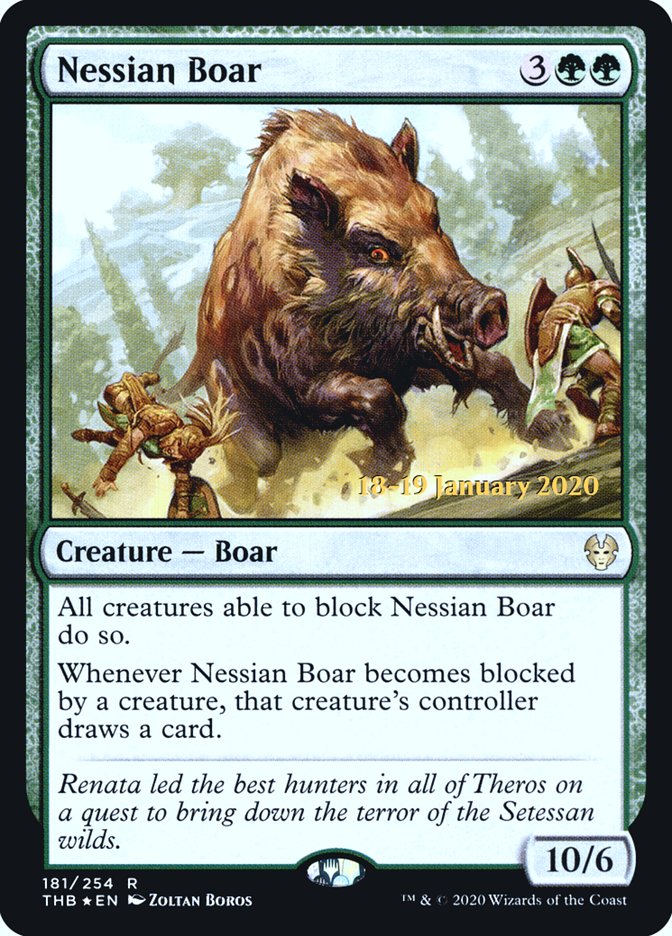 Nessian Boar 3
18-19 January 2020
Creature — Boar
All creatures able to block Nessian Boar
do so.
Whenever Nessian Boar becomes blocked
by a creature, that creature's controller
draws a card.
Renata led the best hunters in all of Theros on
a quest to bring down the terror of the Setessan
wilds.
10/6
181/254 R
THB ★ EN Zoltan Boros
™ & © 2020 Wizards of the Coast